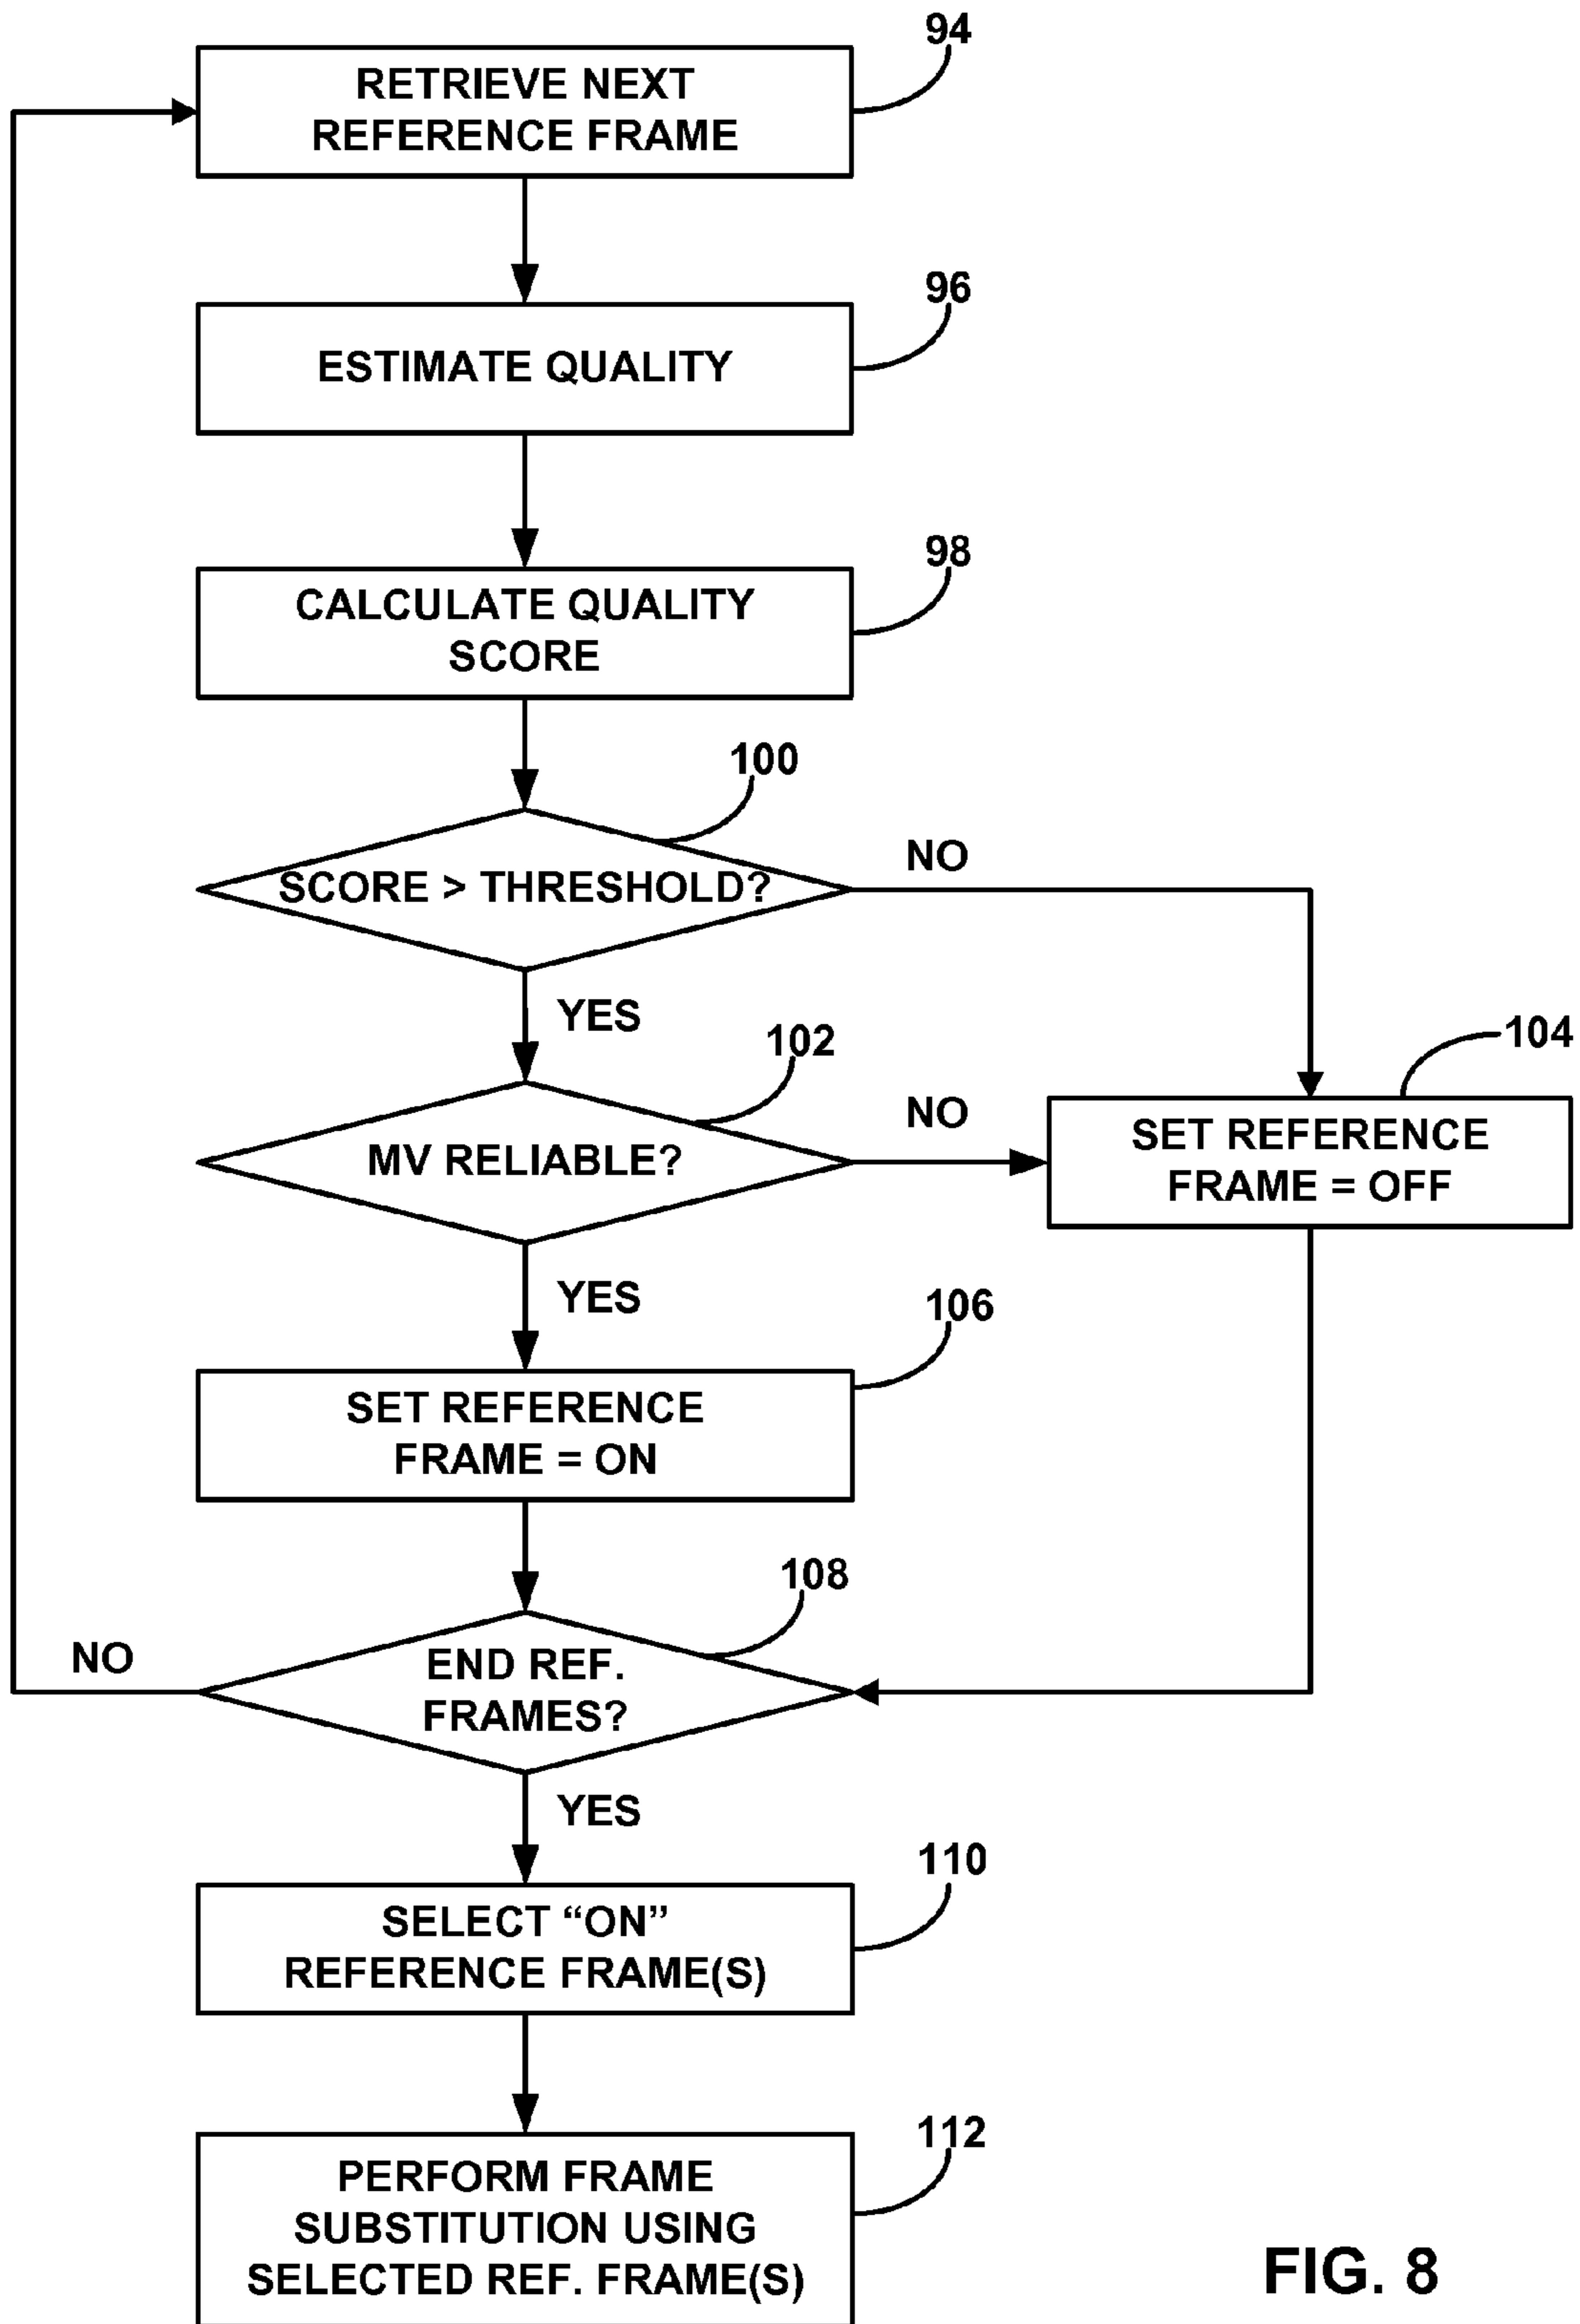 94
RETRIEVE NEXT
REFERENCE FRAME
96
ESTIMATE QUALITY
98
CALCULATE QUALITY
SCORE
100
SCORE > THRESHOLD?
NO
YES
102
MV RELIABLE?
NO
104
SET REFERENCE
FRAME = OFF
YES
106
SET REFERENCE
FRAME = ON
108
END REF.
FRAMES?
NO
YES
110
SELECT “ON”
REFERENCE FRAME(S)
112
PERFORM FRAME
SUBSTITUTION USING
SELECTED REF. FRAME(S)
FIG. 8